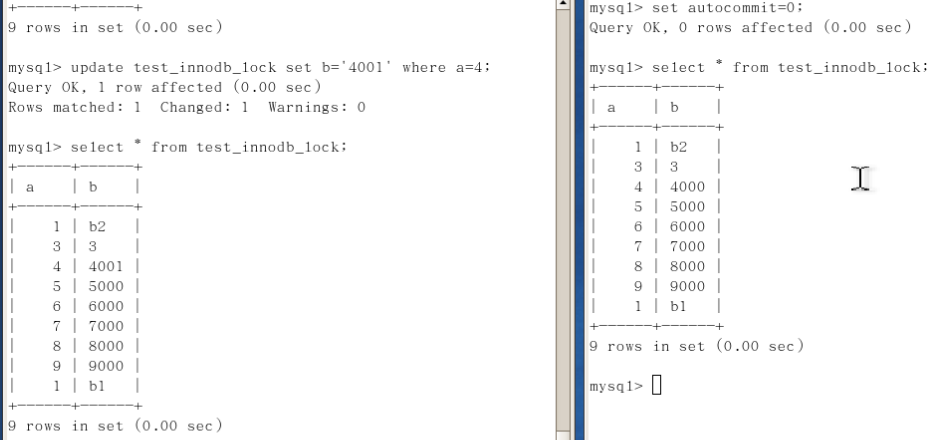 +------+------+
9 rows in set (0.00 sec)
mysql> update test_innodb_lock set b='4001' where a=4;
Query OK, 1 row affected (0.00 sec)
Rows matched: 1  Changed: 1  Warnings: 0
mysql> select * from test_innodb_lock;
+------+------+
| a    | b    |
+------+------+
|    1 | b2   |
|    3 | 3    |
|    4 | 4001 |
|    5 | 5000 |
|    6 | 6000 |
|    7 | 7000 |
|    8 | 8000 |
|    9 | 9000 |
|    1 | b1   |
+------+------+
9 rows in set (0.00 sec)
mysql> set autocommit=0;
Query OK, 0 rows affected (0.00 sec)
mysql> select * from test_innodb_lock;
+------+------+
| a    | b    |
+------+------+
|    1 | b2   |
|    3 | 3    |
|    4 | 4000 |
|    5 | 5000 |
|    6 | 6000 |
|    7 | 7000 |
|    8 | 8000 |
|    9 | 9000 |
|    1 | b1   |
+------+------+
9 rows in set (0.00 sec)
mysql>